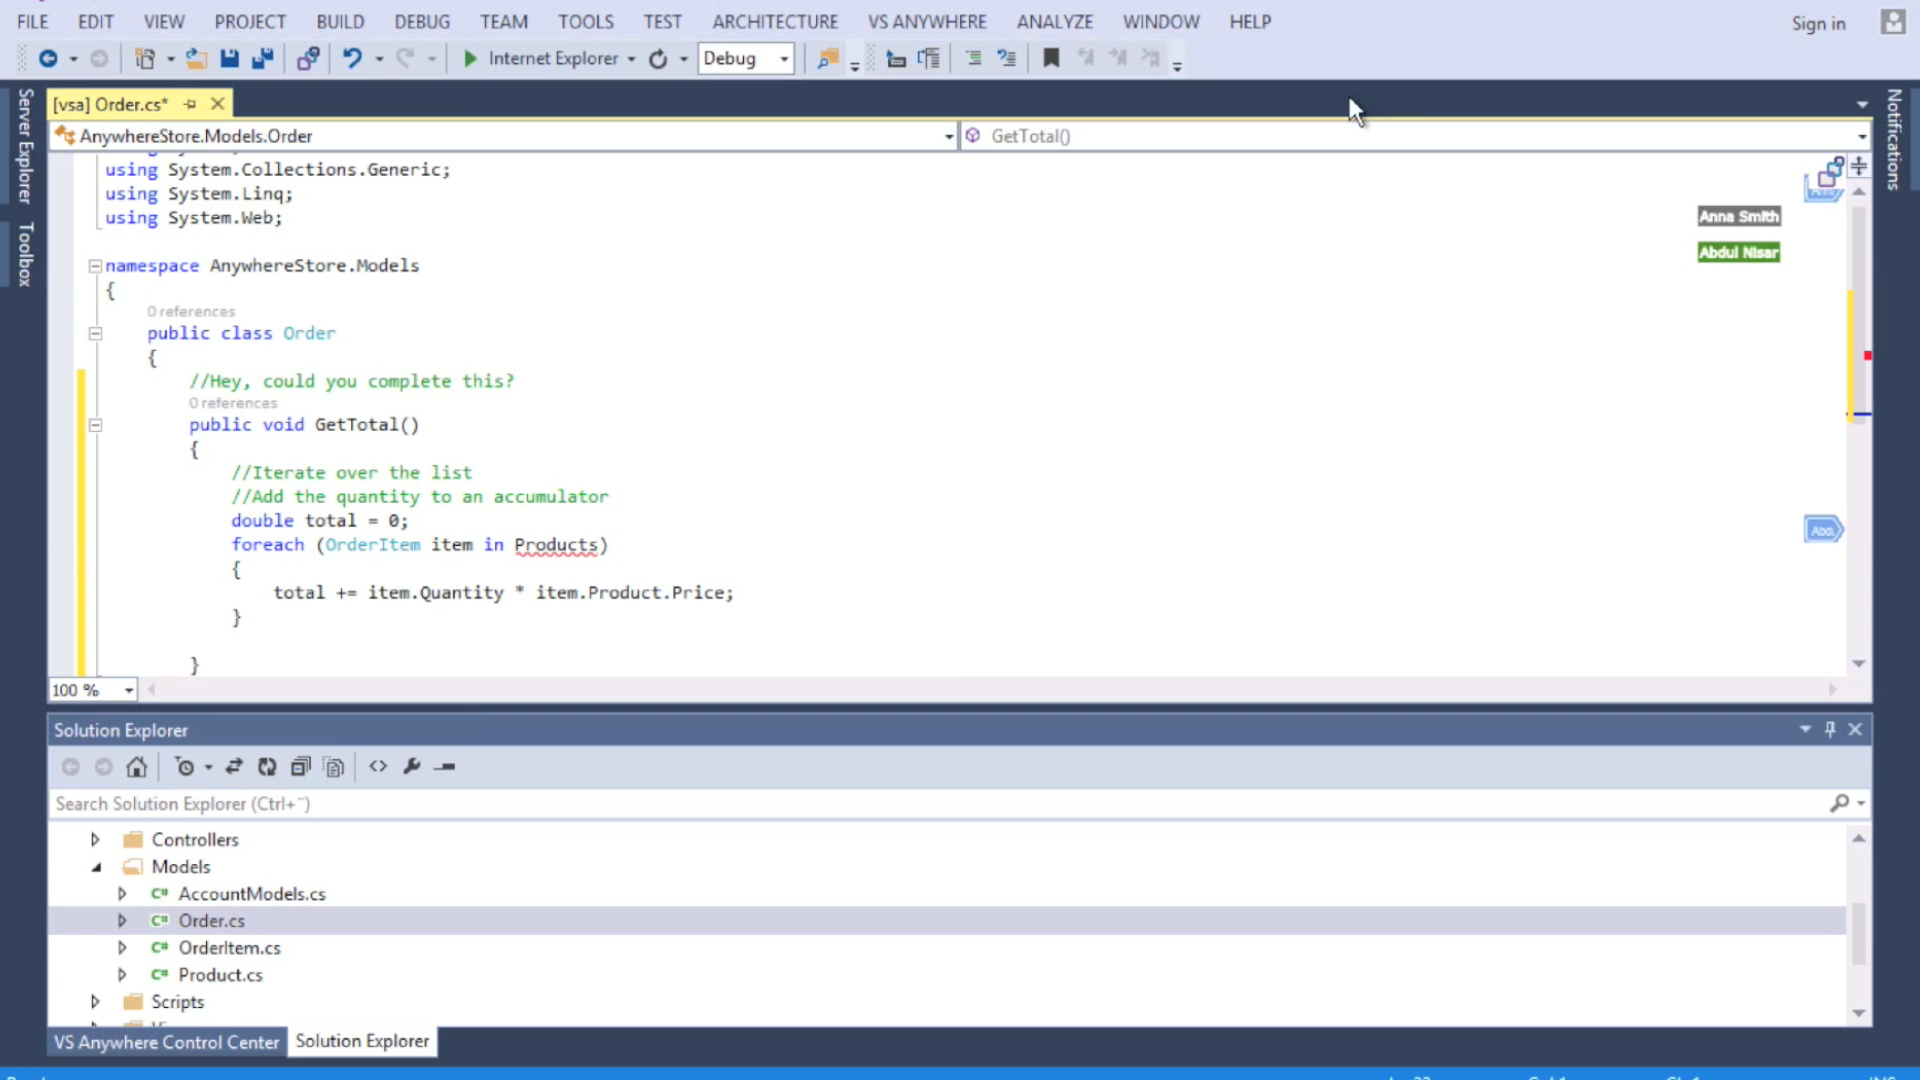 FILE EDIT VIEW PROJECT BUILD DEBUG TEAM TOOLS TEST ARCHITECTURE VS ANYWHERE ANALYZE WINDOW HELP Sign in
Internet Explorer Debug
Server Explorer
Toolbox
Notifications
[vsa] Order.cs*
AnywhereStore.Models.Order GetTotal()
using System.Collections.Generic;
using System.Linq;
using System.Web;
Anna Smith
Abdul Nisar
namespace AnywhereStore.Models
{
0 references
public class Order
{
//Hey, could you complete this?
0 references
public void GetTotal()
{
//Iterate over the list
//Add the quantity to an accumulator
double total = 0;
foreach (OrderItem item in Products)
{
total += item.Quantity * item.Product.Price;
}
}
100 %
Solution Explorer
Search Solution Explorer (Ctrl+¨)
Controllers
Models
C# AccountModels.cs
C# Order.cs
C# OrderItem.cs
C# Product.cs
Scripts
VS Anywhere Control Center Solution Explorer